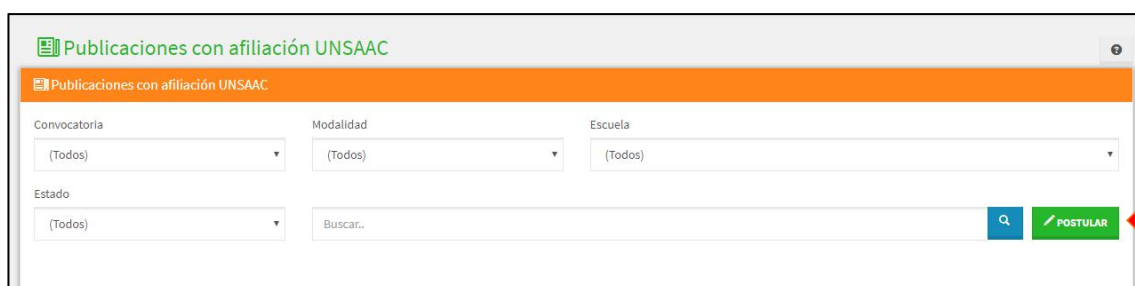 Publicaciones con afiliación UNSAAC
Publicaciones con afiliación UNSAAC
Convocatoria Modalidad Escuela
(Todos) (Todos) (Todos)
Estado
(Todos) Buscar.. POSTULAR